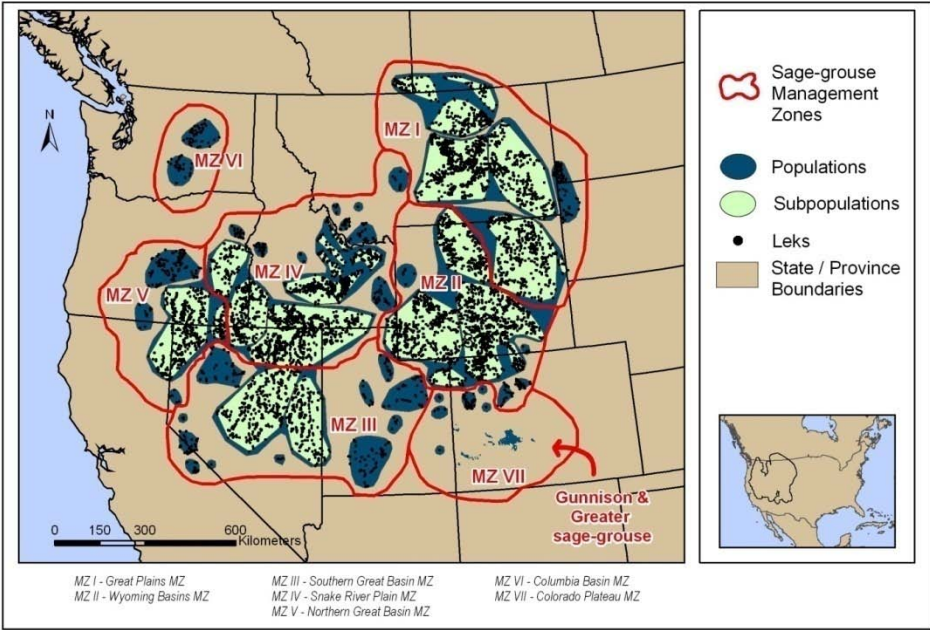 N
MZ I
MZ VI
MZ IV
MZ V
MZ II
MZ III
MZ VII
Gunnison &
Greater
sage-grouse
0 150 300 600
Kilometers
Sage-grouse
Management
Zones
Populations
Subpopulations
Leks
State / Province
Boundaries
MZ I - Great Plains MZ
MZ II - Wyoming Basins MZ
MZ III - Southern Great Basin MZ
MZ IV - Snake River Plain MZ
MZ V - Northern Great Basin MZ
MZ VI - Columbia Basin MZ
MZ VII - Colorado Plateau MZ